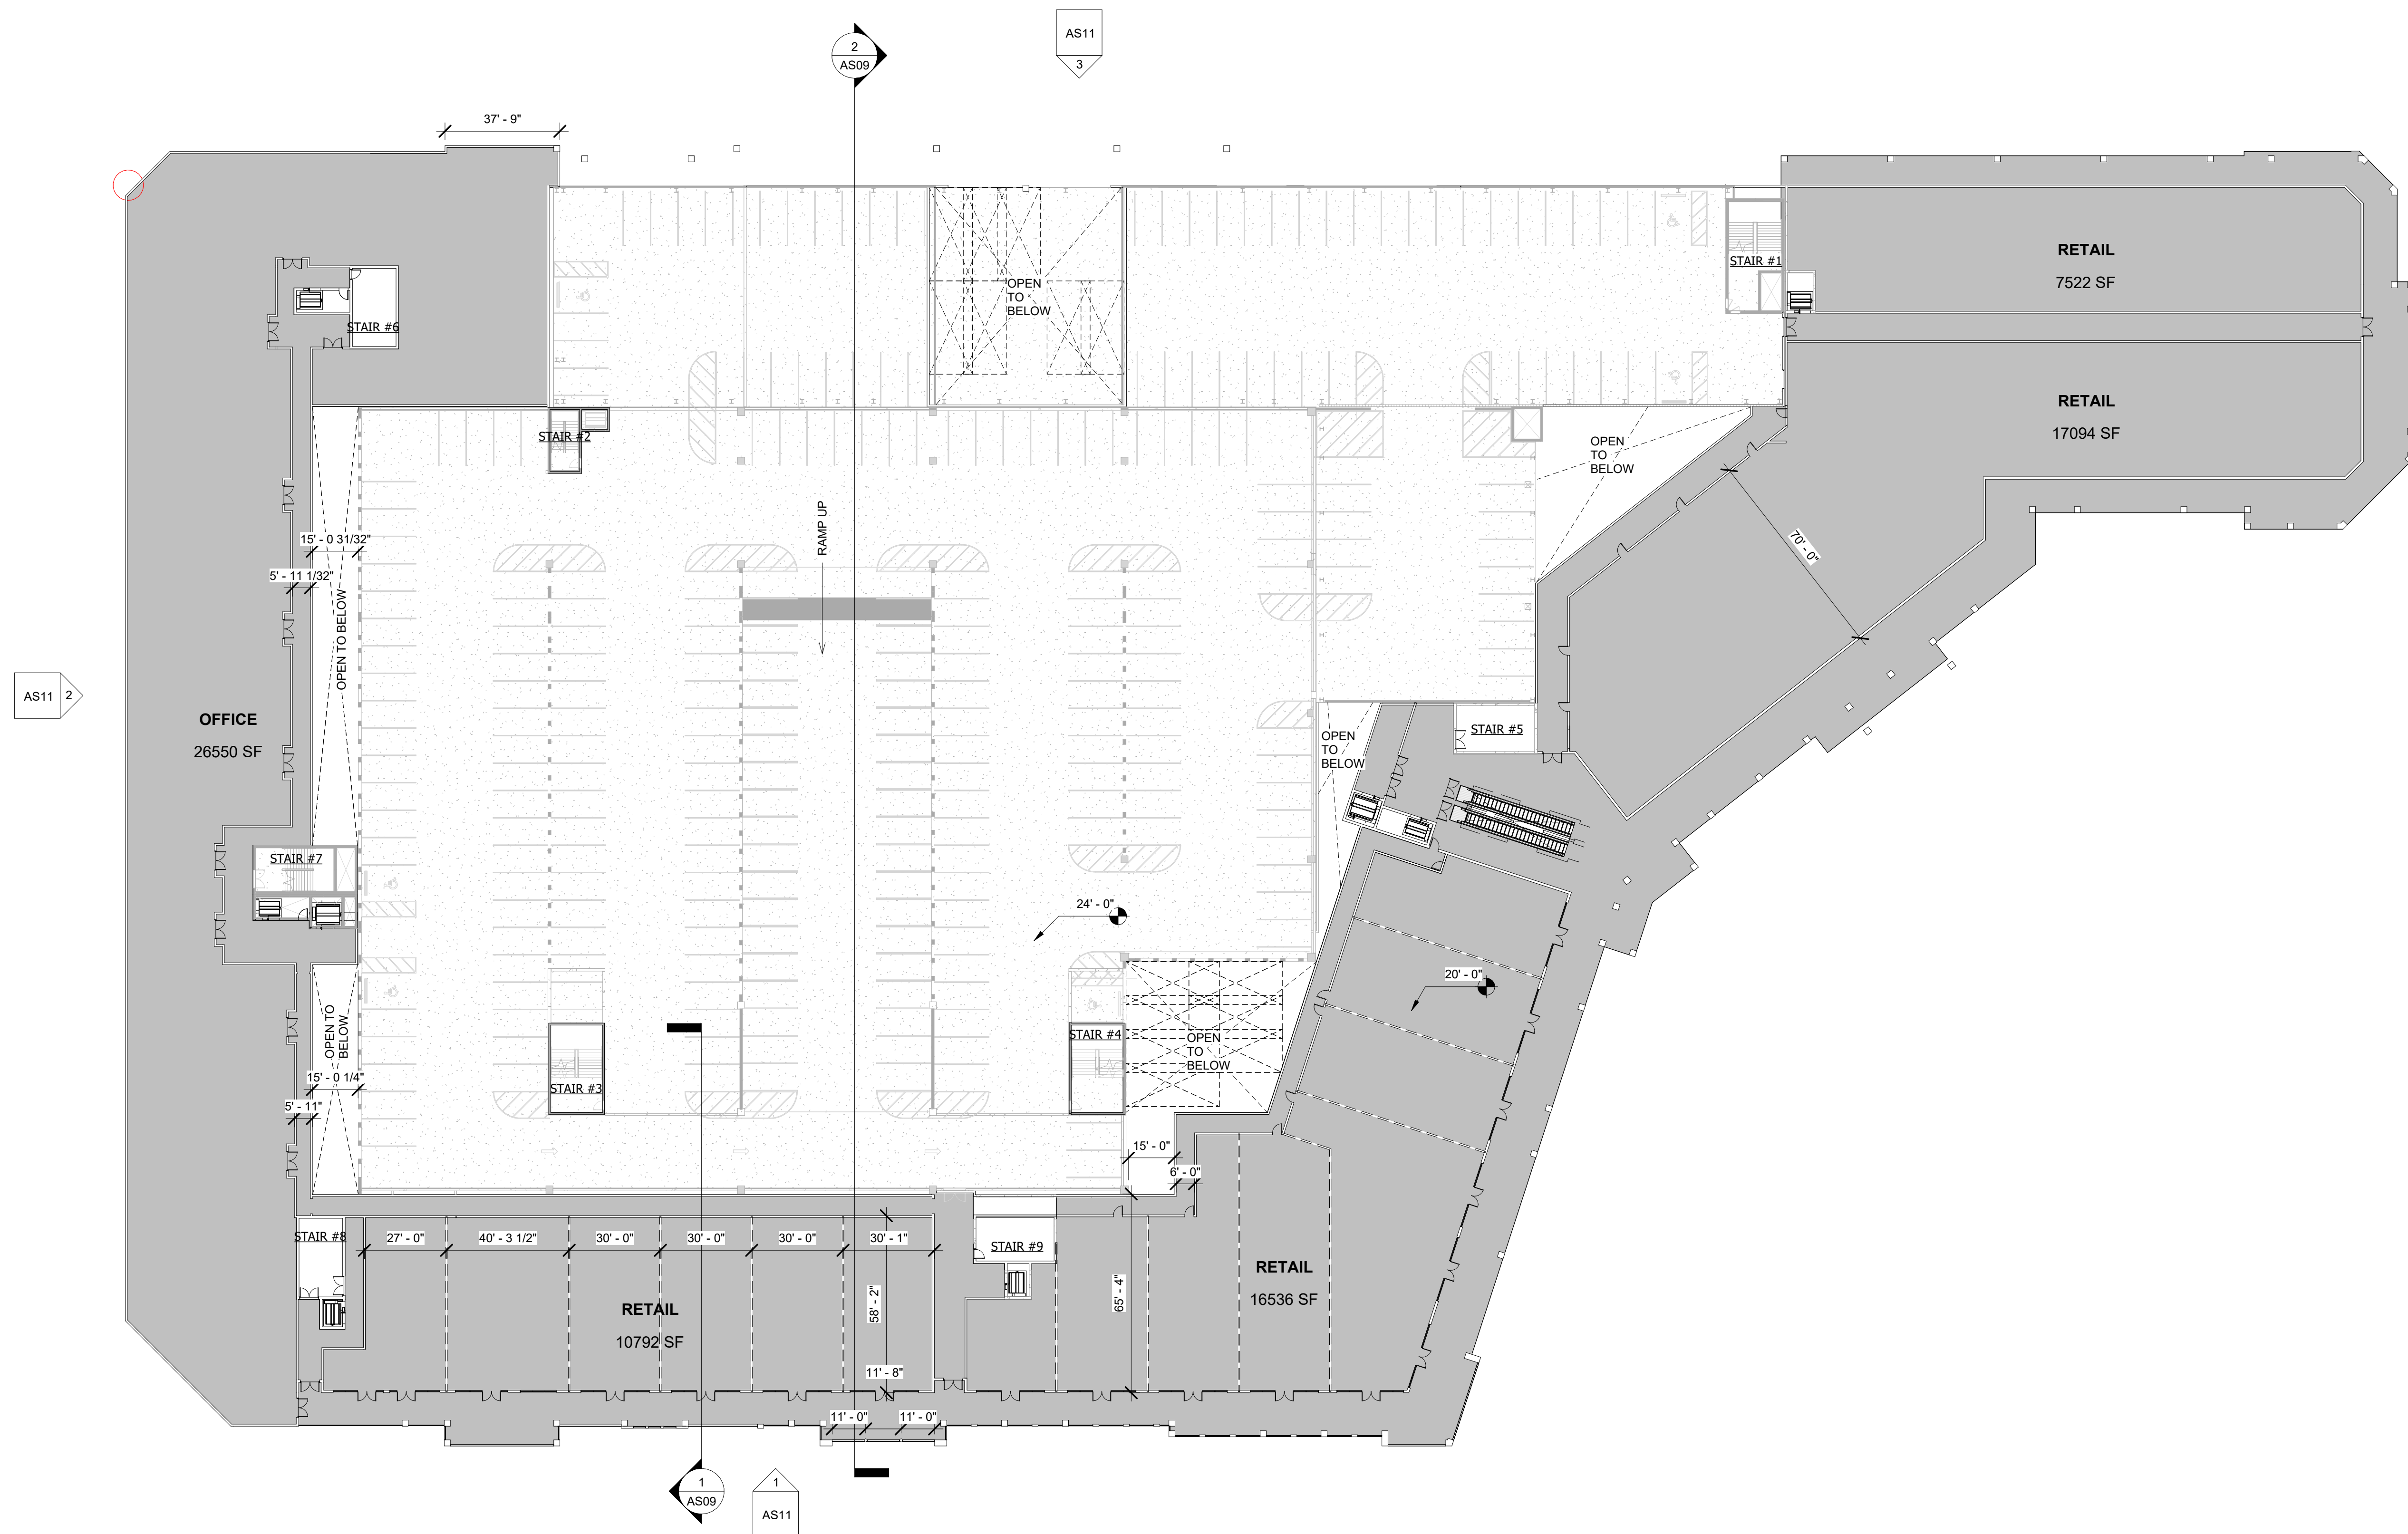 AS11
3
2
AS09
37' - 9"
RETAIL
7522 SF
STAIR #1
OPEN
TO
BELOW
STAIR #6
RETAIL
17094 SF
STAIR #2
OPEN
TO
BELOW
RAMP UP
15' - 0 31/32"
70' - 0"
5' - 11 1/32"
OPEN TO BELOW
AS11
2
OFFICE
26550 SF
STAIR #5
OPEN
TO
BELOW
STAIR #7
24' - 0"
20' - 0"
OPEN TO
BELOW
STAIR #4
OPEN
TO
BELOW
15' - 0 1/4"
STAIR #3
5' - 11"
15' - 0"
6' - 0"
STAIR #8
27' - 0"
40' - 3 1/2"
30' - 0"
30' - 0"
30' - 0"
30' - 1"
STAIR #9
RETAIL
16536 SF
58' - 2"
65' - 4"
RETAIL
10792 SF
11' - 8"
11' - 0"
11' - 0"
1
AS09
1
AS11